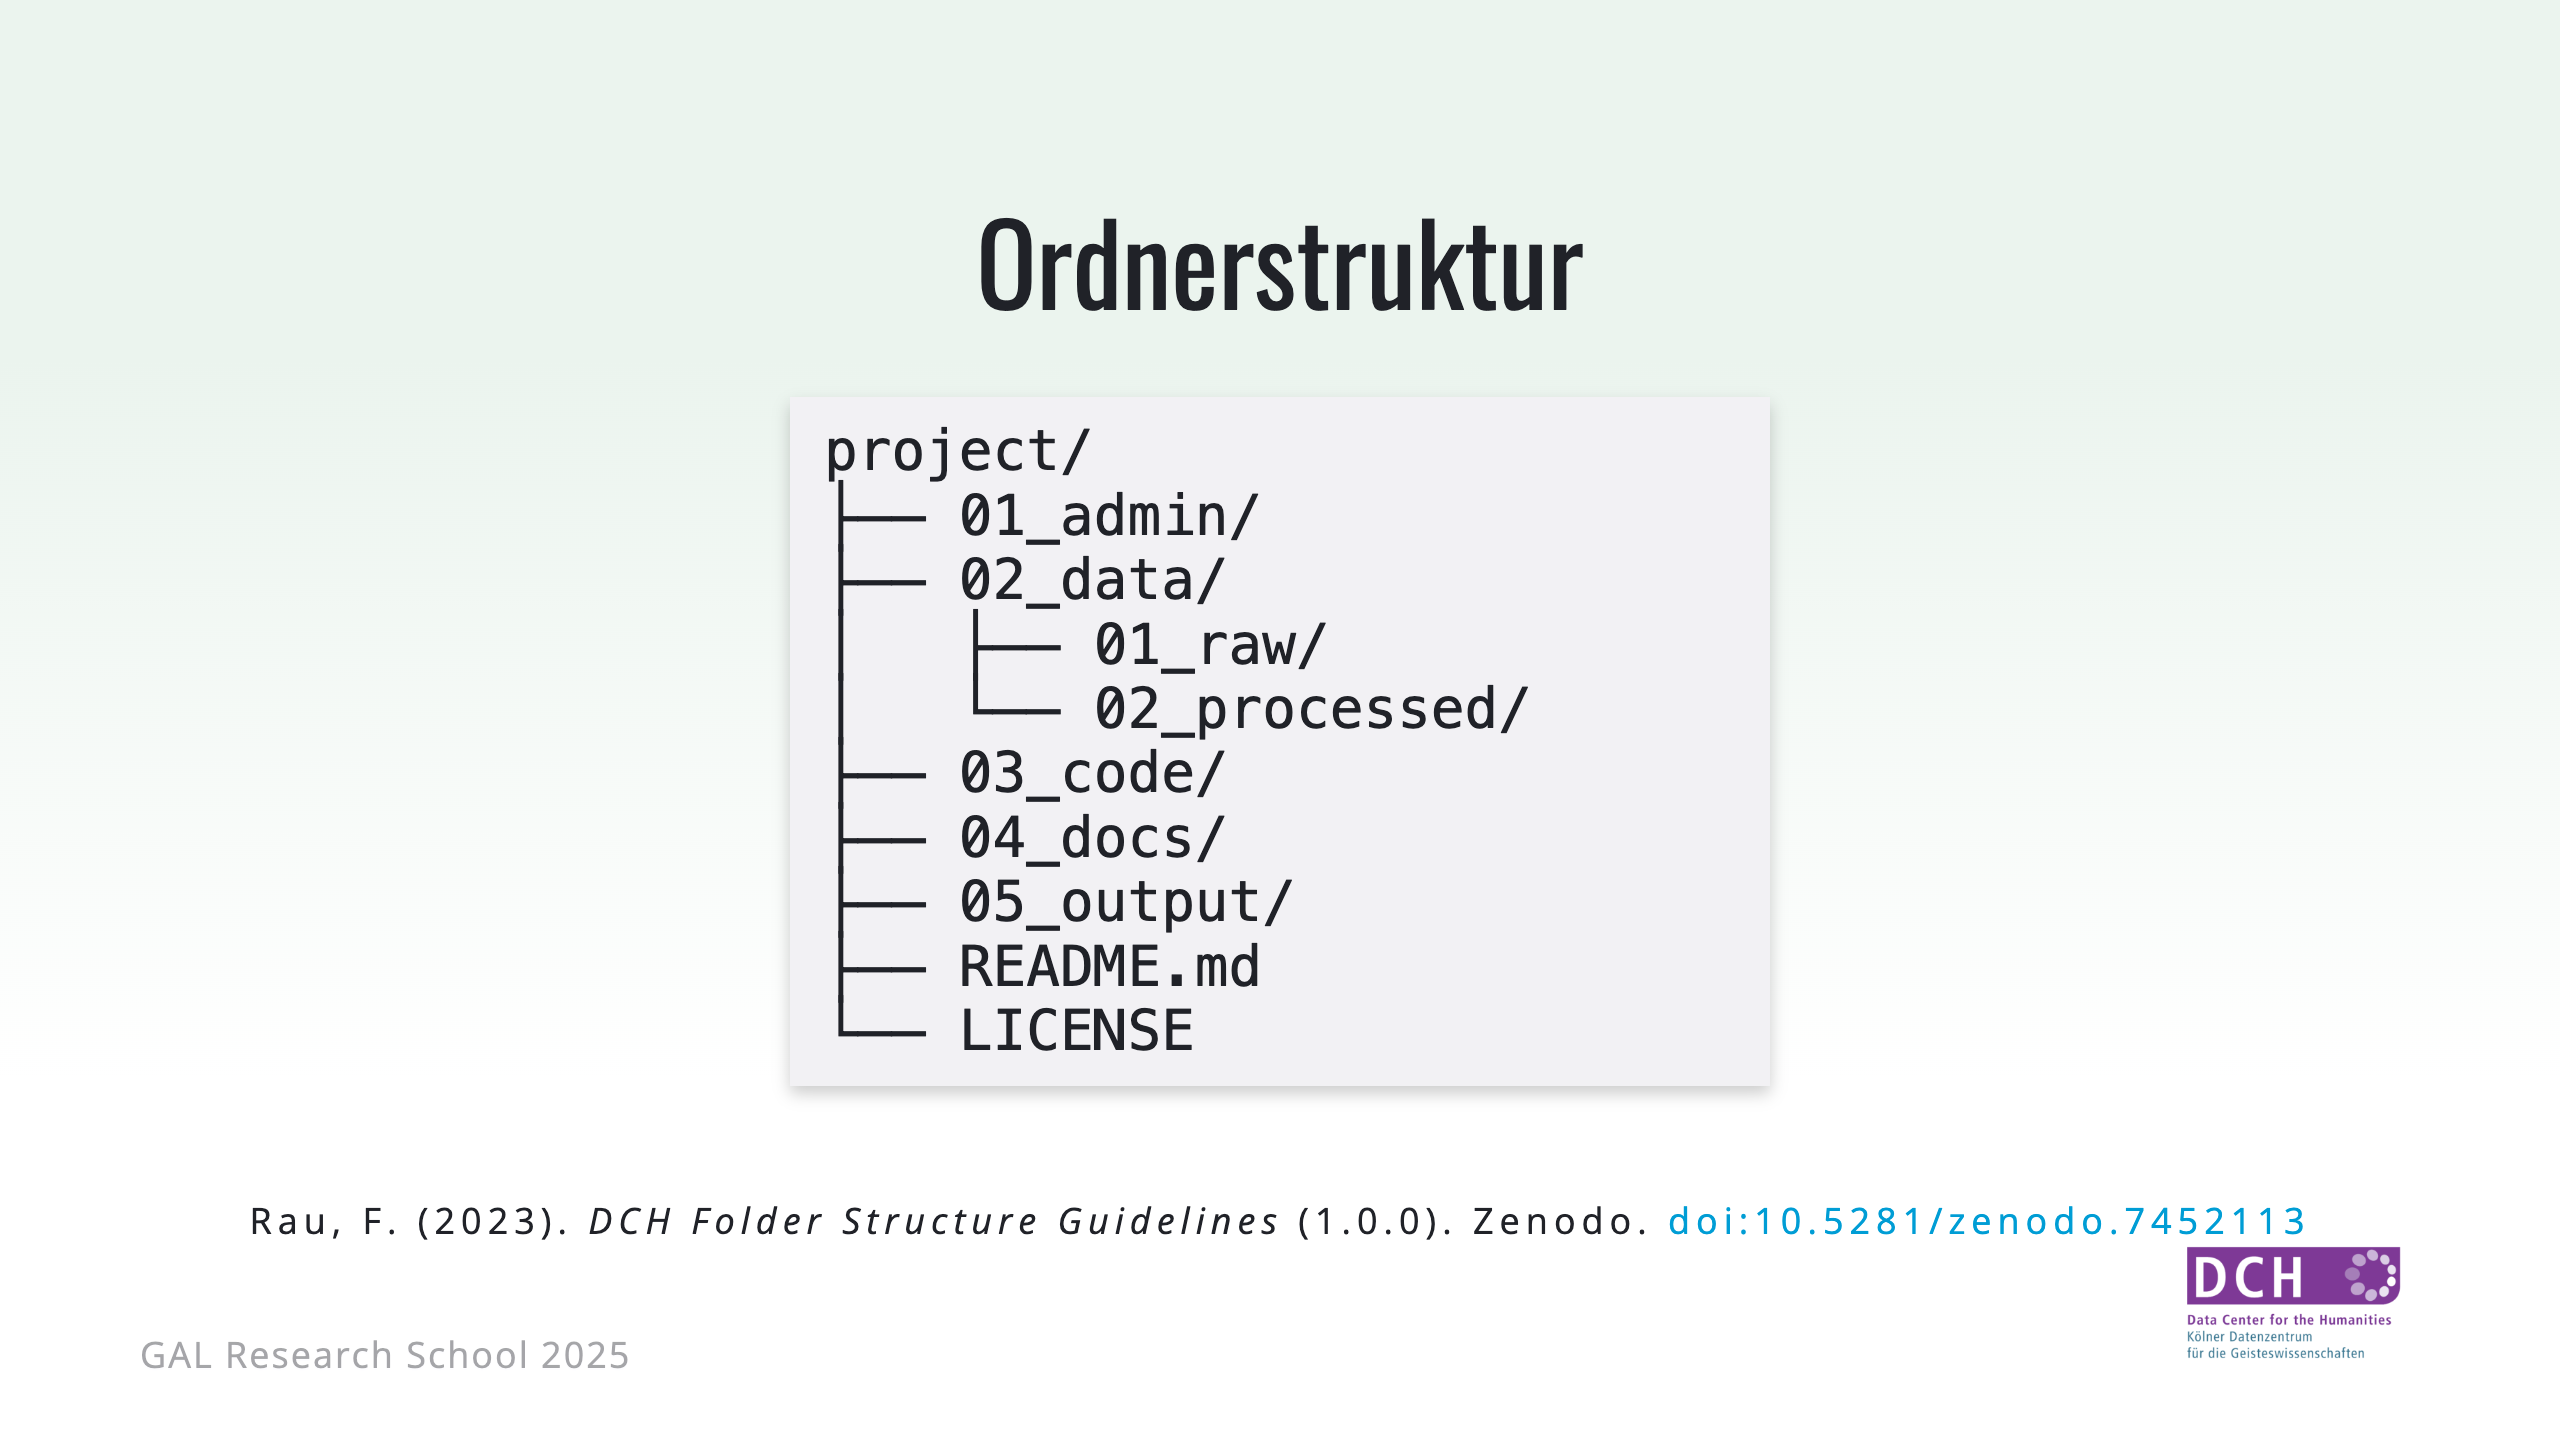 Ordnerstruktur
project/
├── 01_admin/
├── 02_data/
│   ├── 01_raw/
│   └── 02_processed/
├── 03_code/
├── 04_docs/
├── 05_output/
├── README.md
└── LICENSE
Rau, F. (2023). DCH Folder Structure Guidelines (1.0.0). Zenodo. doi:10.5281/zenodo.7452113
DCH
Data Center for the Humanities
Kölner Datenzentrum
für die Geisteswissenschaften
GAL Research School 2025